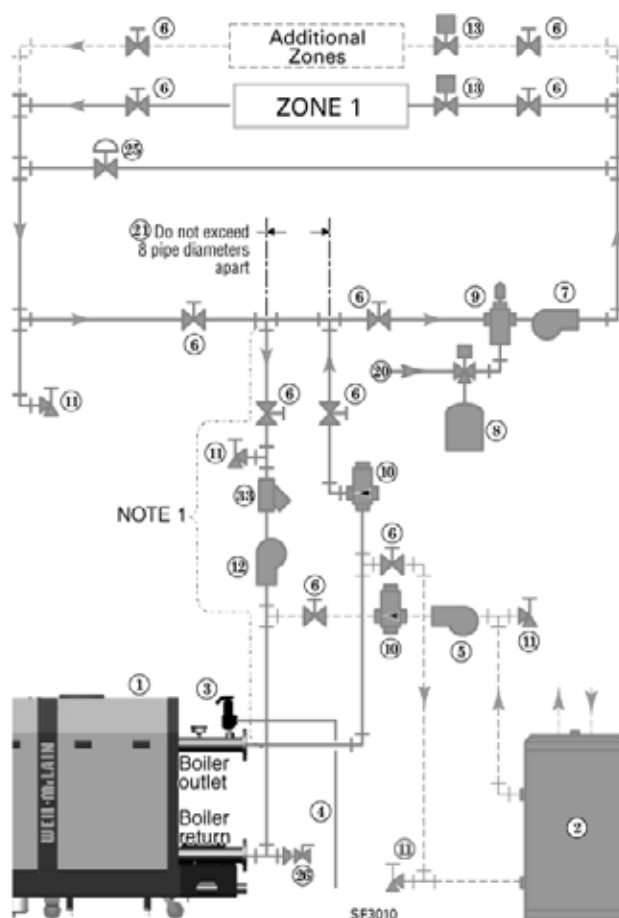 6 13 6
Additional
Zones
6 13 6
ZONE 1
25
21 Do not exceed
8 pipe diameters
apart
6 9 7
6
20
6 6
8
11
11
10
33
NOTE 1
6
12
6
10 5 11
1 3
Boiler
outlet
4
2
WEIL-McLAIN
Boiler
return
26
11
SF3010